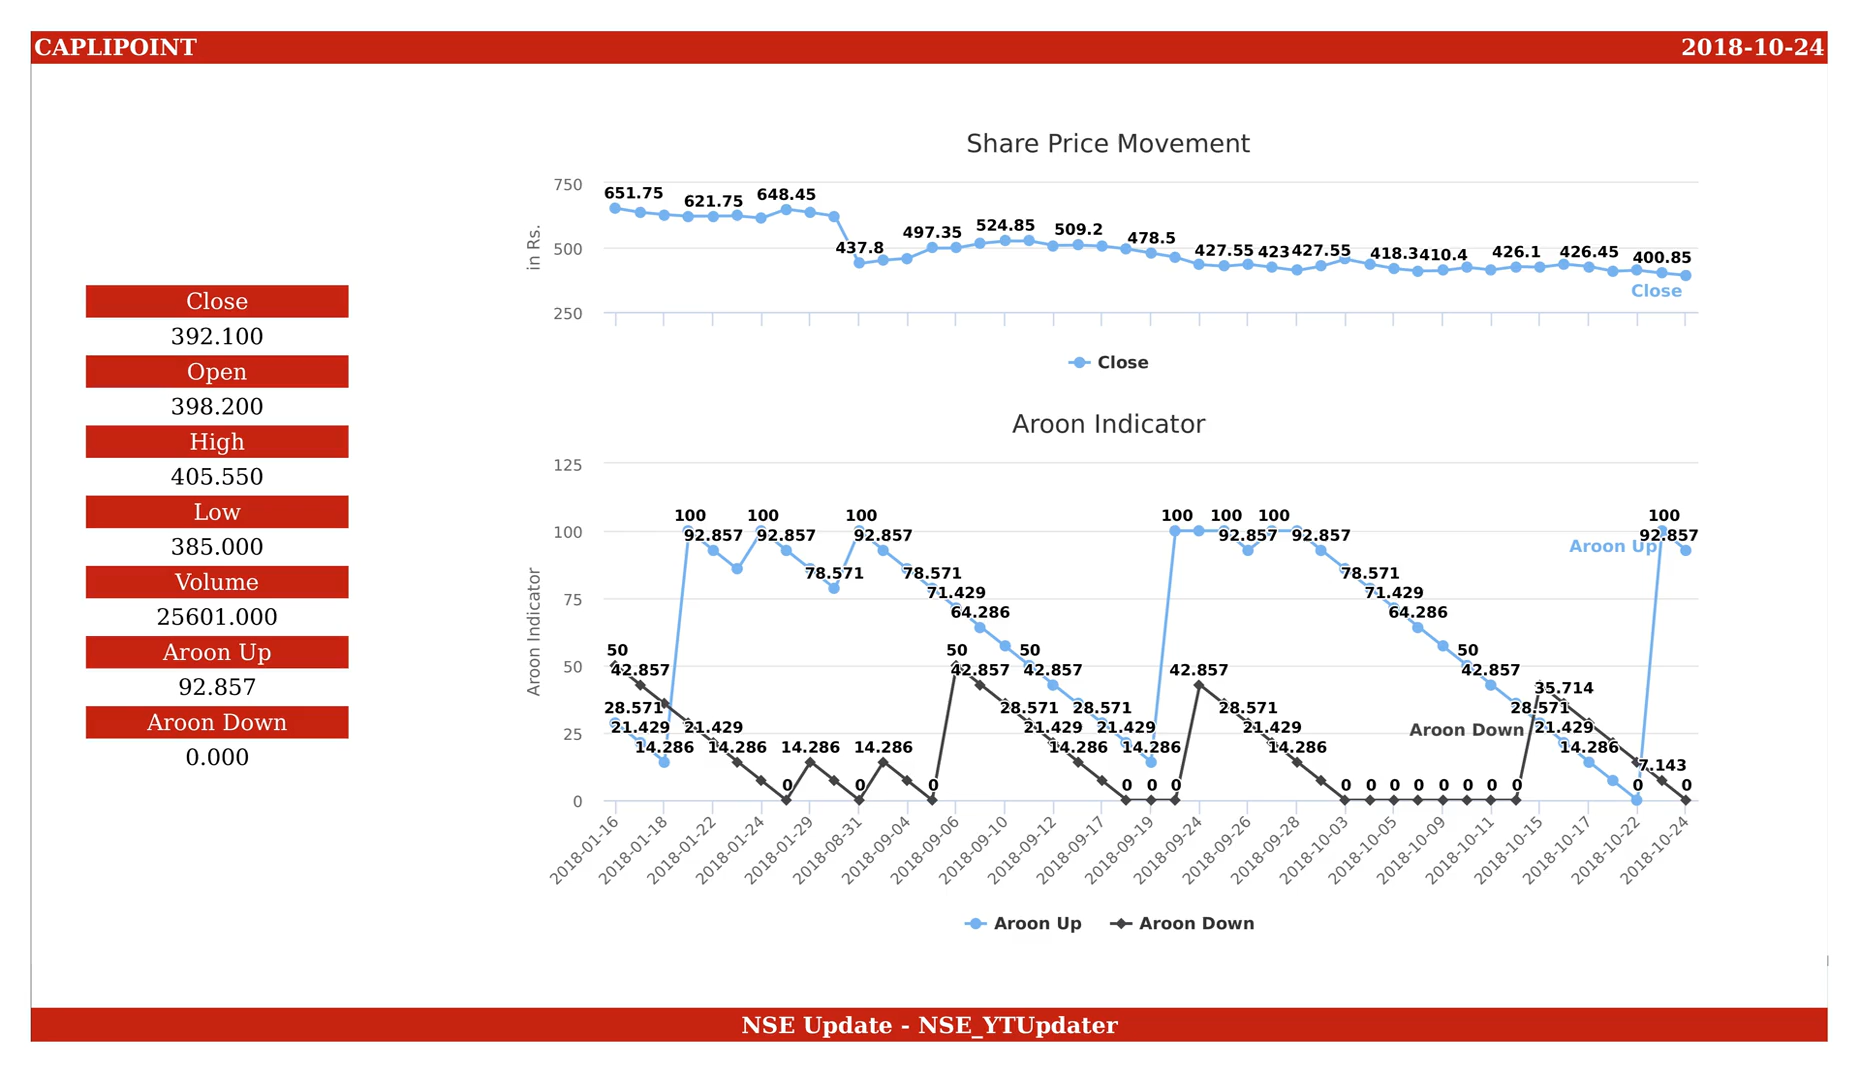 CAPLIPOINT 2018-10-24
Close
392.100
Open
398.200
High
405.550
Low
385.000
Volume
25601.000
Aroon Up
92.857
Aroon Down
0.000
Share Price Movement
in Rs.
750
500
250
651.75 621.75 648.45 437.8 497.35 524.85 509.2 478.5 427.55 423 427.55 418.3 410.4 426.1 426.45 400.85
Close
Close
Aroon Indicator
Aroon Indicator
125
100
75
50
25
0
100 100 100 100 100 100 100
92.857 92.857 92.857 92.857 92.857 92.857
Aroon Up
78.571 78.571 78.571
71.429 71.429
64.286 64.286
50 50 50 50
42.857 42.857 42.857 42.857 42.857
35.714
28.571 28.571 28.571 28.571 28.571
21.429 21.429 21.429 21.429 21.429 21.429
Aroon Down
14.286 14.286 14.286 14.286 14.286 14.286 14.286 14.286
7.143
0 0 0 0 0 0 0 0 0 0 0 0 0 0 0 0
2018-01-16 2018-01-18 2018-01-22 2018-01-24 2018-01-29 2018-08-31 2018-09-04 2018-09-06 2018-09-10 2018-09-12 2018-09-17 2018-09-19 2018-09-24 2018-09-26 2018-09-28 2018-10-03 2018-10-05 2018-10-09 2018-10-11 2018-10-15 2018-10-17 2018-10-22 2018-10-24
Aroon Up Aroon Down
NSE Update - NSE_YTUpdater